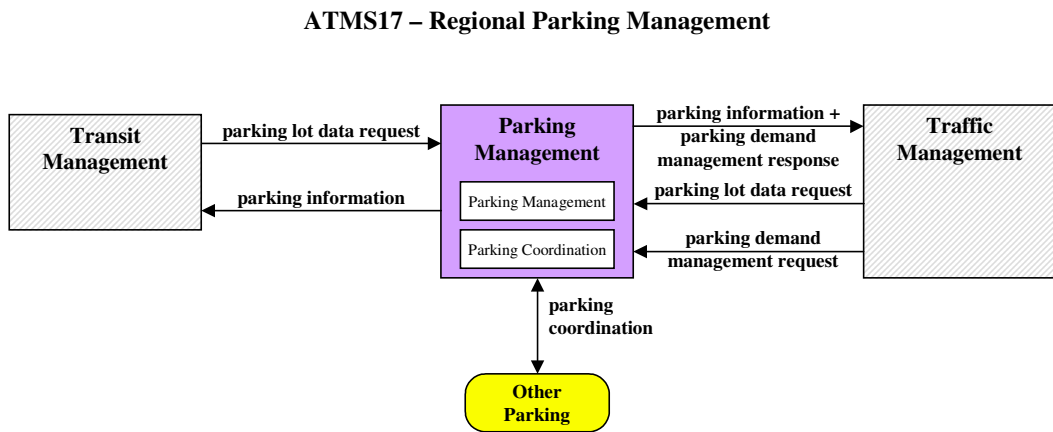 ATMS17 – Regional Parking Management
Transit
Management
parking lot data request
parking information
Parking
Management
Parking Management
Parking Coordination
parking information +
parking demand
management response
parking lot data request
parking demand
management request
Traffic
Management
parking
coordination
Other
Parking